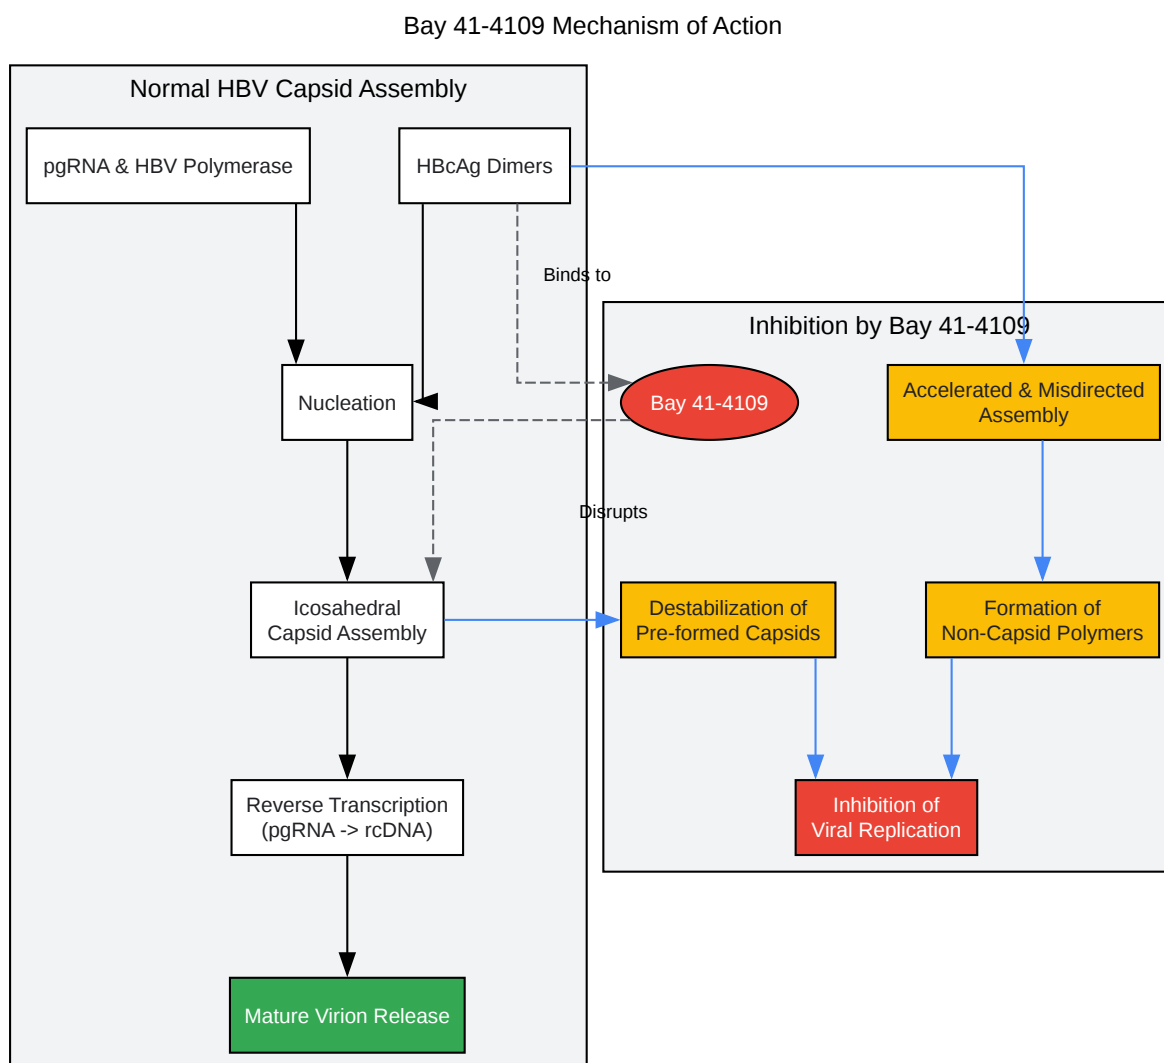 Bay 41-4109 Mechanism of Action
Normal HBV Capsid Assembly
pgRNA & HBV Polymerase
HBcAg Dimers
Binds to
Inhibition by Bay 41-4109
Nucleation
Bay 41-4109
Accelerated & Misdirected
Assembly
Disrupts
Icosahedral
Capsid Assembly
Destabilization of
Pre-formed Capsids
Formation of
Non-Capsid Polymers
Reverse Transcription
(pgRNA -> rcDNA)
Inhibition of
Viral Replication
Mature Virion Release